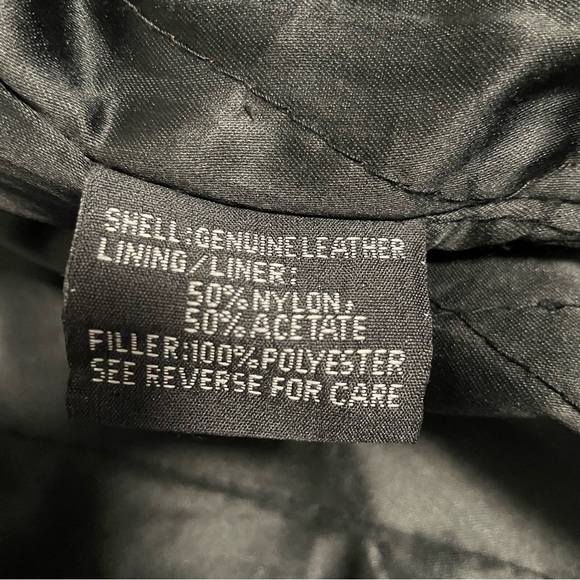 SHELL:GENUINE LEATHER
LINING/LINER:
50% NYLON,
50% ACETATE
FILLER:100% POLYESTER
SEE REVERSE FOR CARE